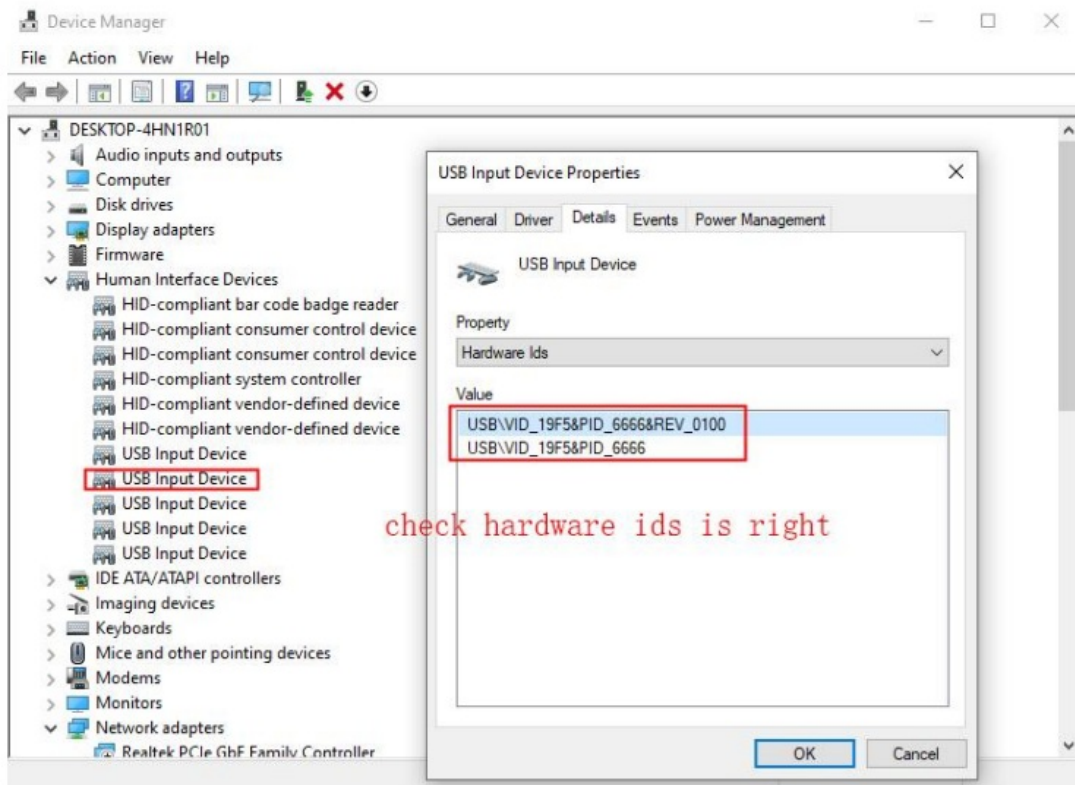 Device Manager
File Action View Help
DESKTOP-4HN1R01
Audio inputs and outputs
Computer
Disk drives
Display adapters
Firmware
Human Interface Devices
HID-compliant bar code badge reader
HID-compliant consumer control device
HID-compliant consumer control device
HID-compliant system controller
HID-compliant vendor-defined device
HID-compliant vendor-defined device
USB Input Device
USB Input Device
USB Input Device
USB Input Device
USB Input Device
IDE ATA/ATAPI controllers
Imaging devices
Keyboards
Mice and other pointing devices
Modems
Monitors
Network adapters
Realtek PCIe GbE Family Controller
USB Input Device Properties
General Driver Details Events Power Management
USB Input Device
Property
Hardware Ids
Value
USB\VID_19F5&PID_6666&REV_0100
USB\VID_19F5&PID_6666
check hardware ids is right
OK Cancel